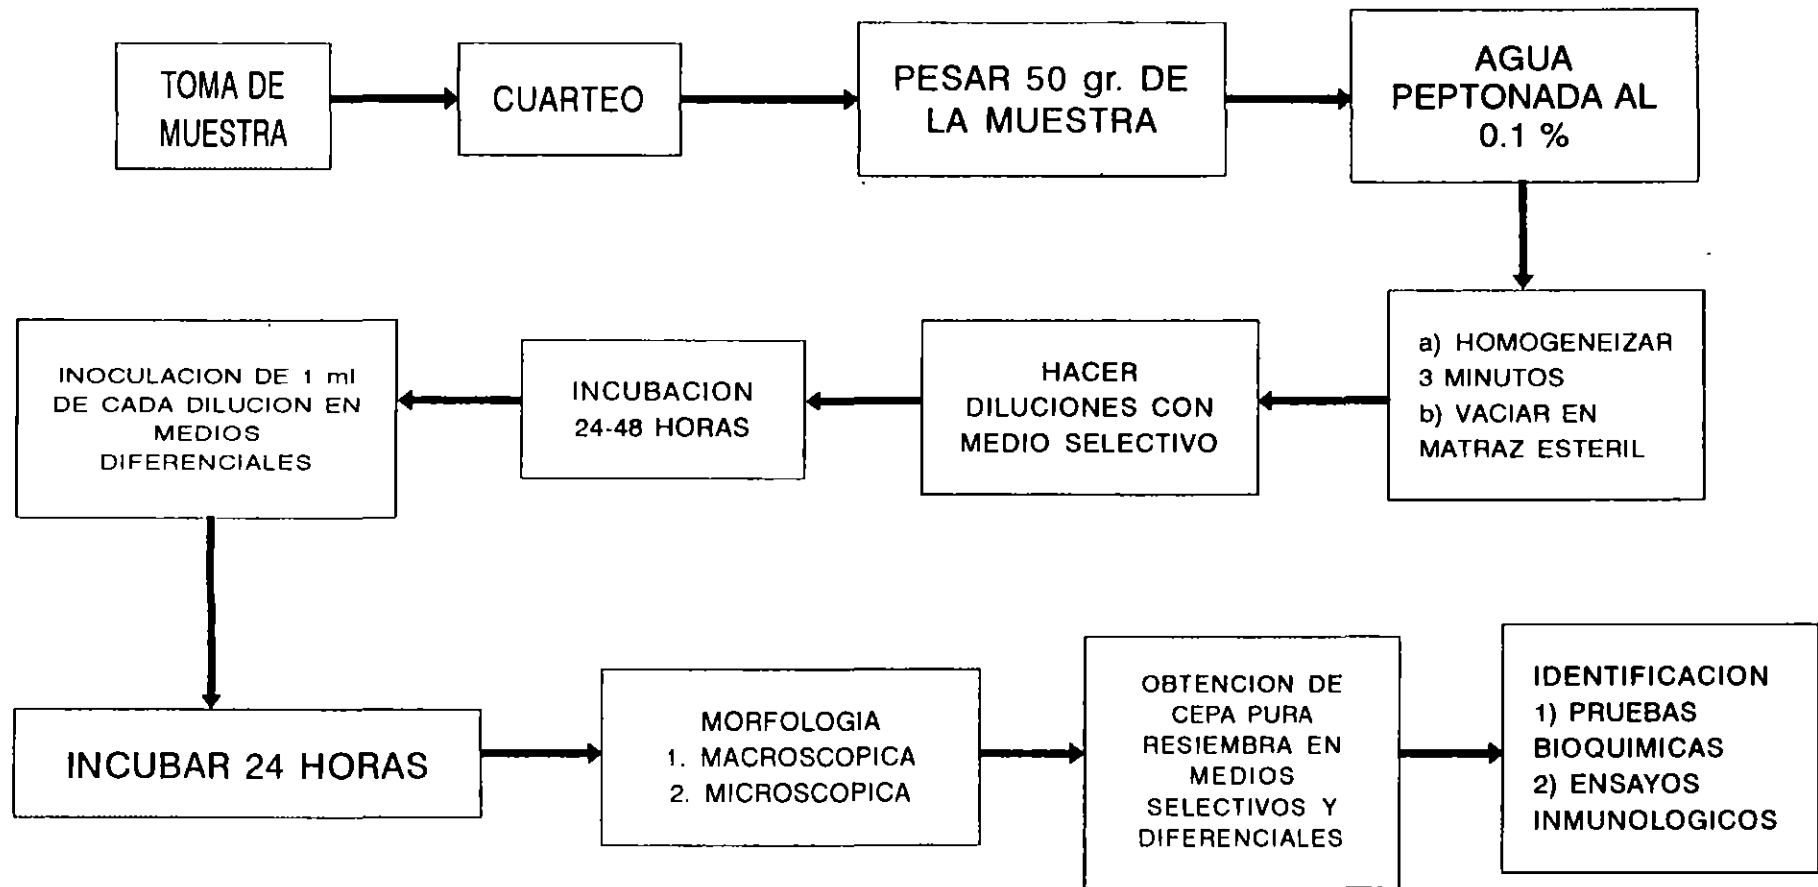 TOMA DE
MUESTRA
CUARTEO
PESAR 50 gr. DE
LA MUESTRA
AGUA
PEPTONADA AL
0.1 %
a) HOMOGENEIZAR
3 MINUTOS
b) VACIAR EN
MATRAZ ESTERIL
HACER
DILUCIONES CON
MEDIO SELECTIVO
INCUBACION
24-48 HORAS
INOCULACION DE 1 ml
DE CADA DILUCION EN
MEDIOS
DIFERENCIALES
INCUBAR 24 HORAS
MORFOLOGIA
1. MACROSCOPICA
2. MICROSCOPICA
OBTENCION DE
CEPA PURA
RESIEMBRA EN
MEDIOS
SELECTIVOS Y
DIFERENCIALES
IDENTIFICACION
1) PRUEBAS
BIOQUIMICAS
2) ENSAYOS
INMUNOLOGICOS